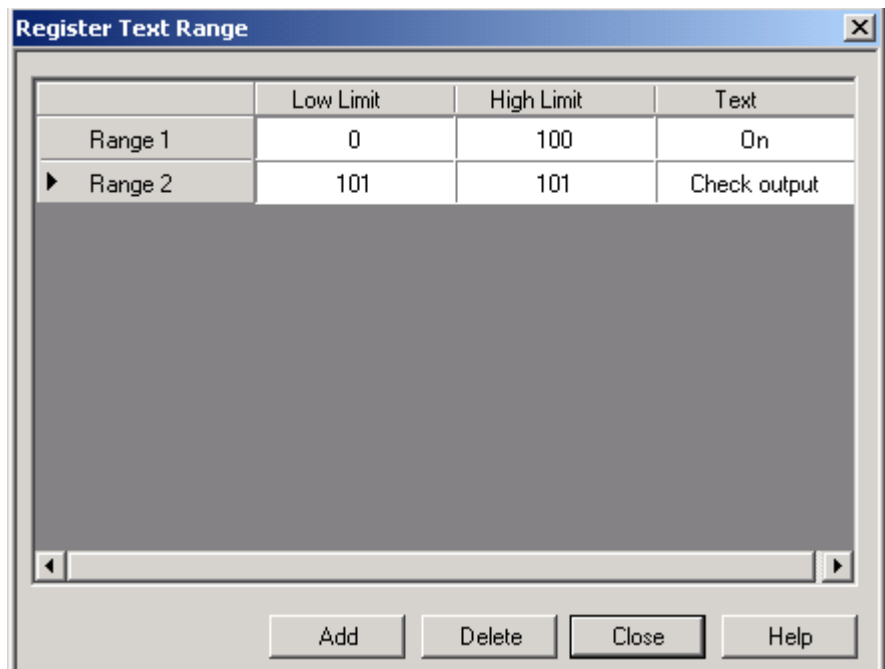 Register Text Range
Low Limit High Limit Text
Range 1 0 100 On
Range 2 101 101 Check output
Add Delete Close Help